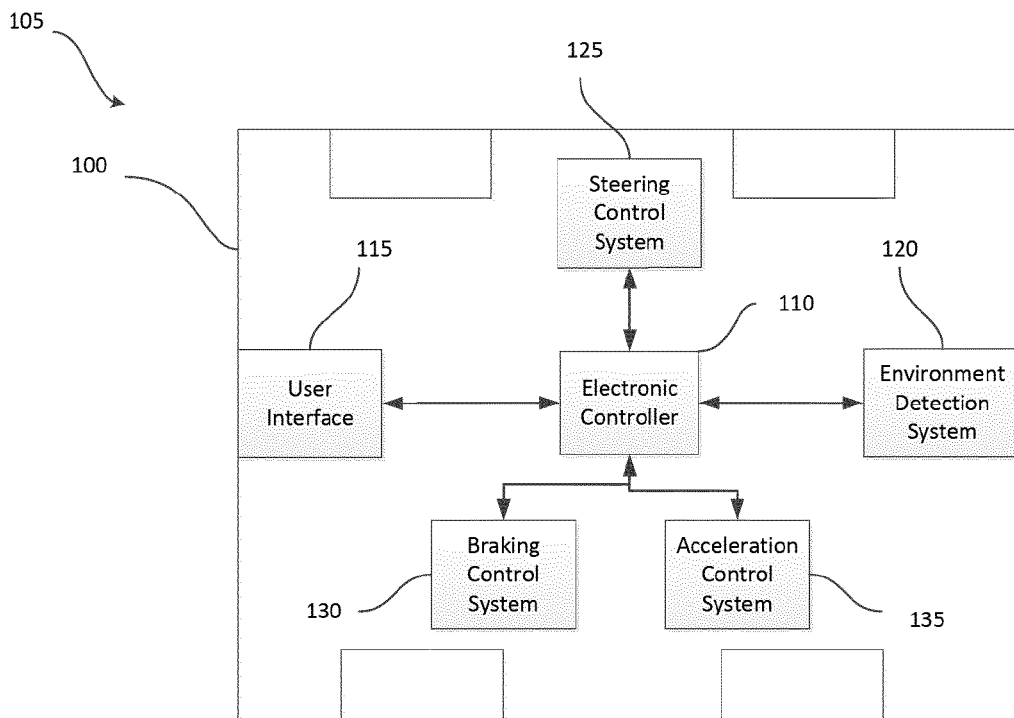 105
125
100
Steering
Control
System
115
120
110
User
Interface
Electronic
Controller
Environment
Detection
System
Braking
Control
System
Acceleration
Control
System
130
135